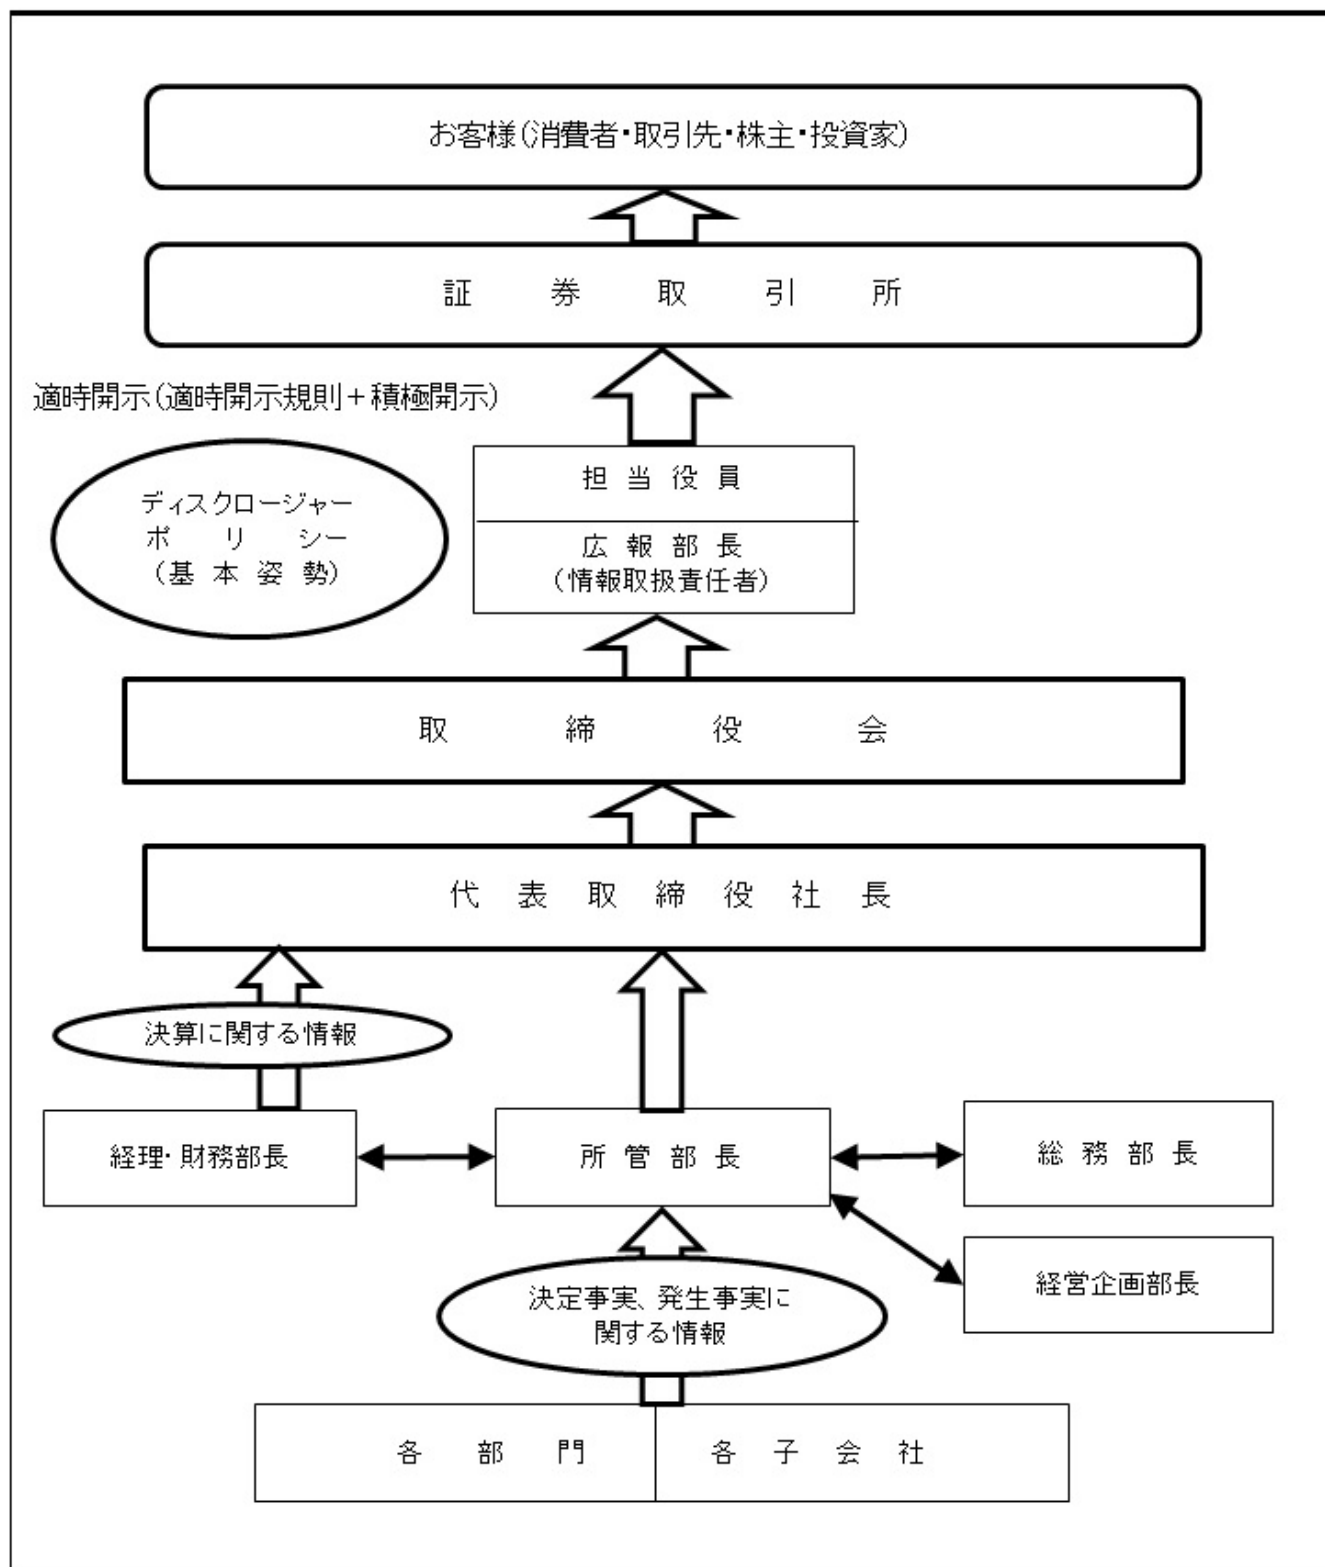 お客様(消費者・取引先・株主・投資家)
証券取引所
適時開示(適時開示規則+積極開示)
ディスクロージャー
ポリシー
(基本姿勢)
担当役員
広報部長
(情報取扱責任者)
取締役会
代表取締役社長
決算に関する情報
経理・財務部長
所管部長
総務部長
経営企画部長
決定事実、発生事実に
関する情報
各部門
各子会社